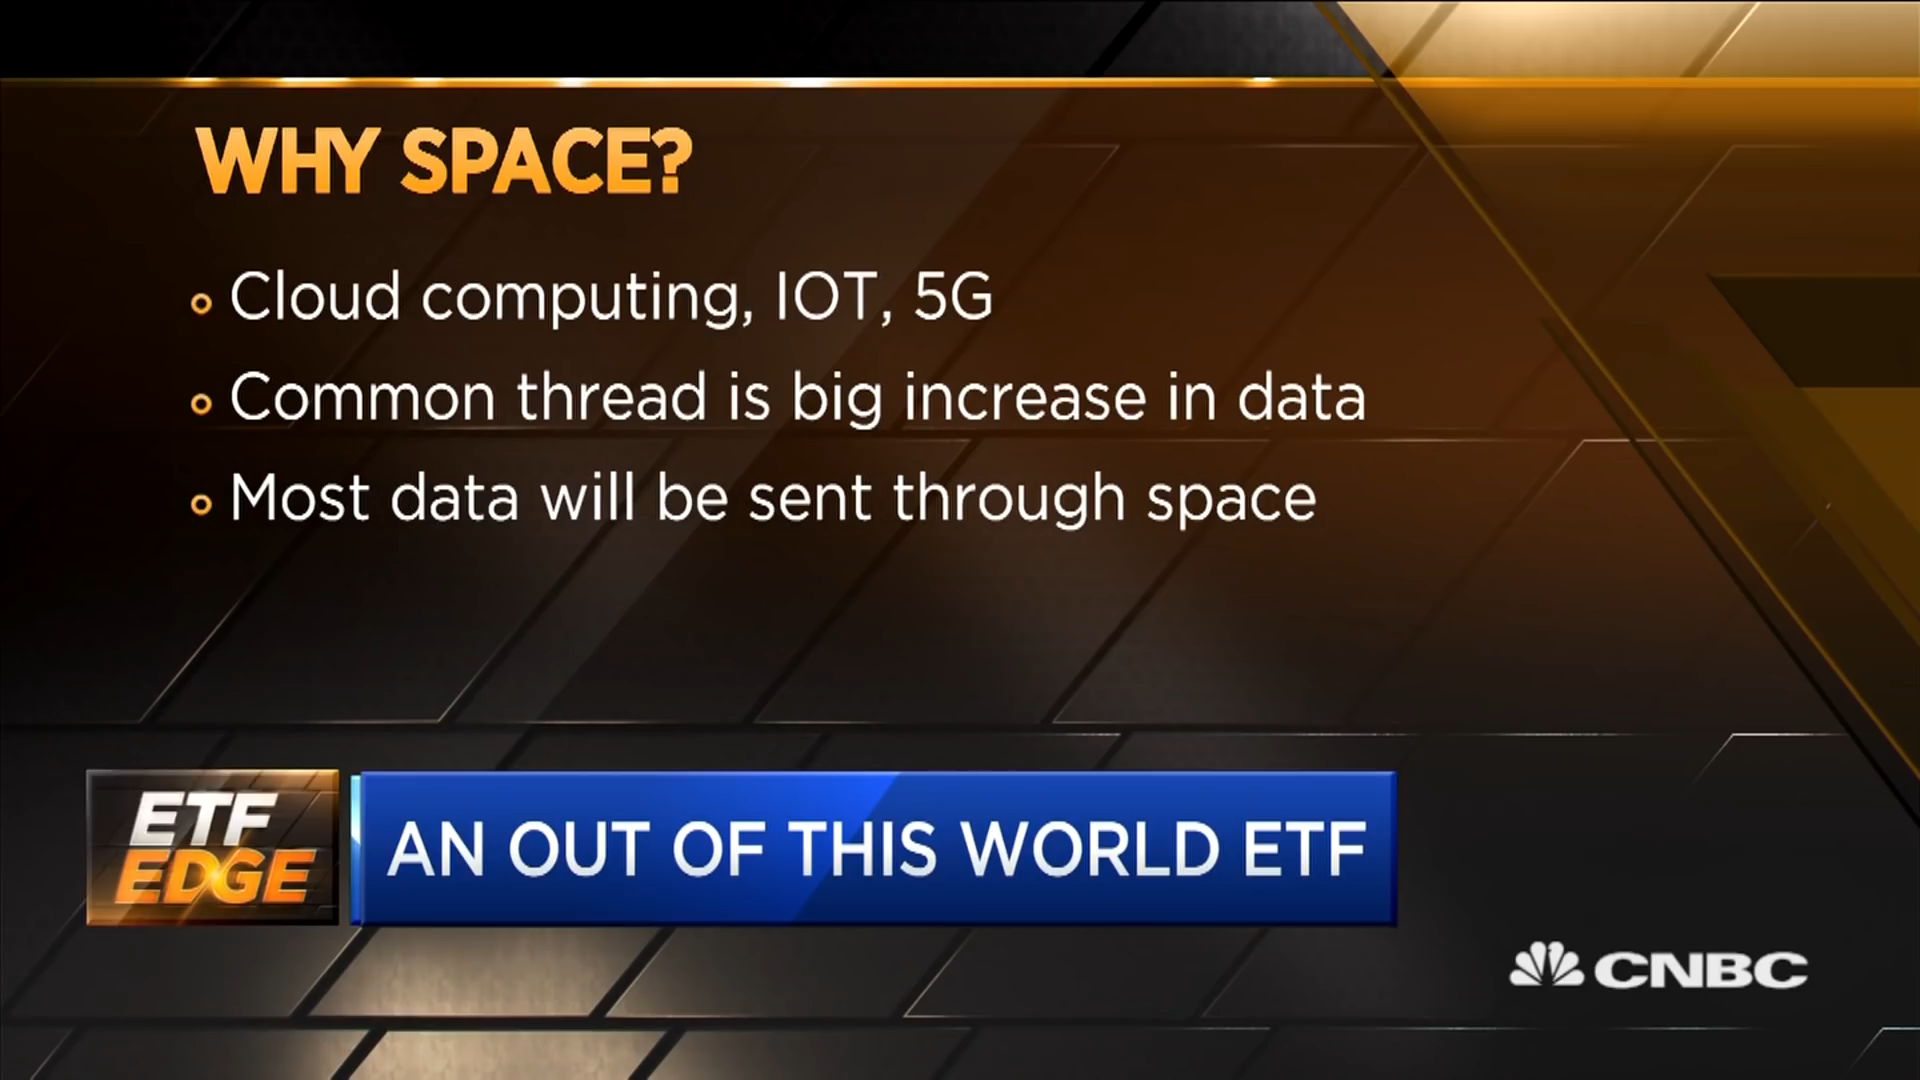 WHY SPACE?
Cloud computing, IOT, 5G
Common thread is big increase in data
Most data will be sent through space
ETF
EDGE
AN OUT OF THIS WORLD ETF
CNBC